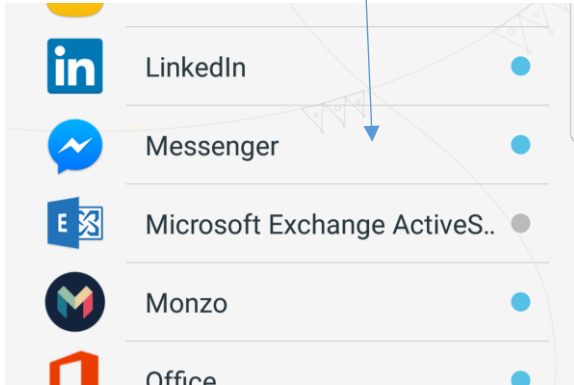 LinkedIn
Messenger
Microsoft Exchange ActiveS..
Monzo
Office